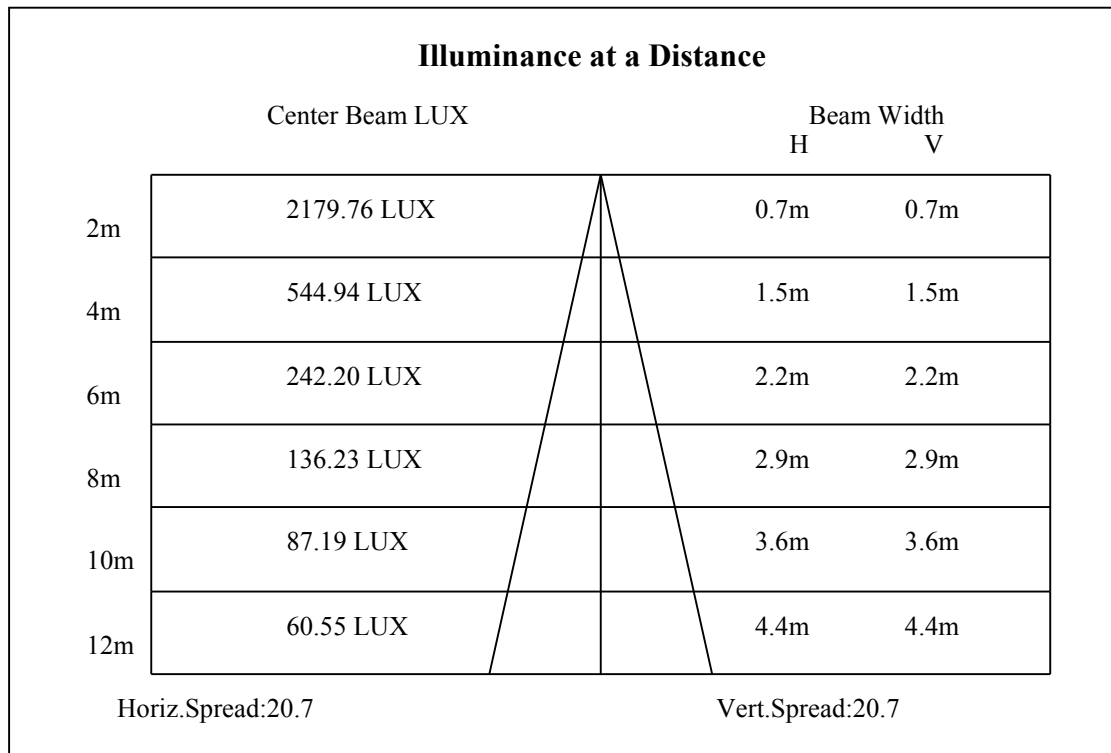 Illuminance at a Distance
Center Beam LUX Beam Width
H V
2m 2179.76 LUX 0.7m 0.7m
4m 544.94 LUX 1.5m 1.5m
6m 242.20 LUX 2.2m 2.2m
8m 136.23 LUX 2.9m 2.9m
10m 87.19 LUX 3.6m 3.6m
12m 60.55 LUX 4.4m 4.4m
Horiz.Spread:20.7 Vert.Spread:20.7